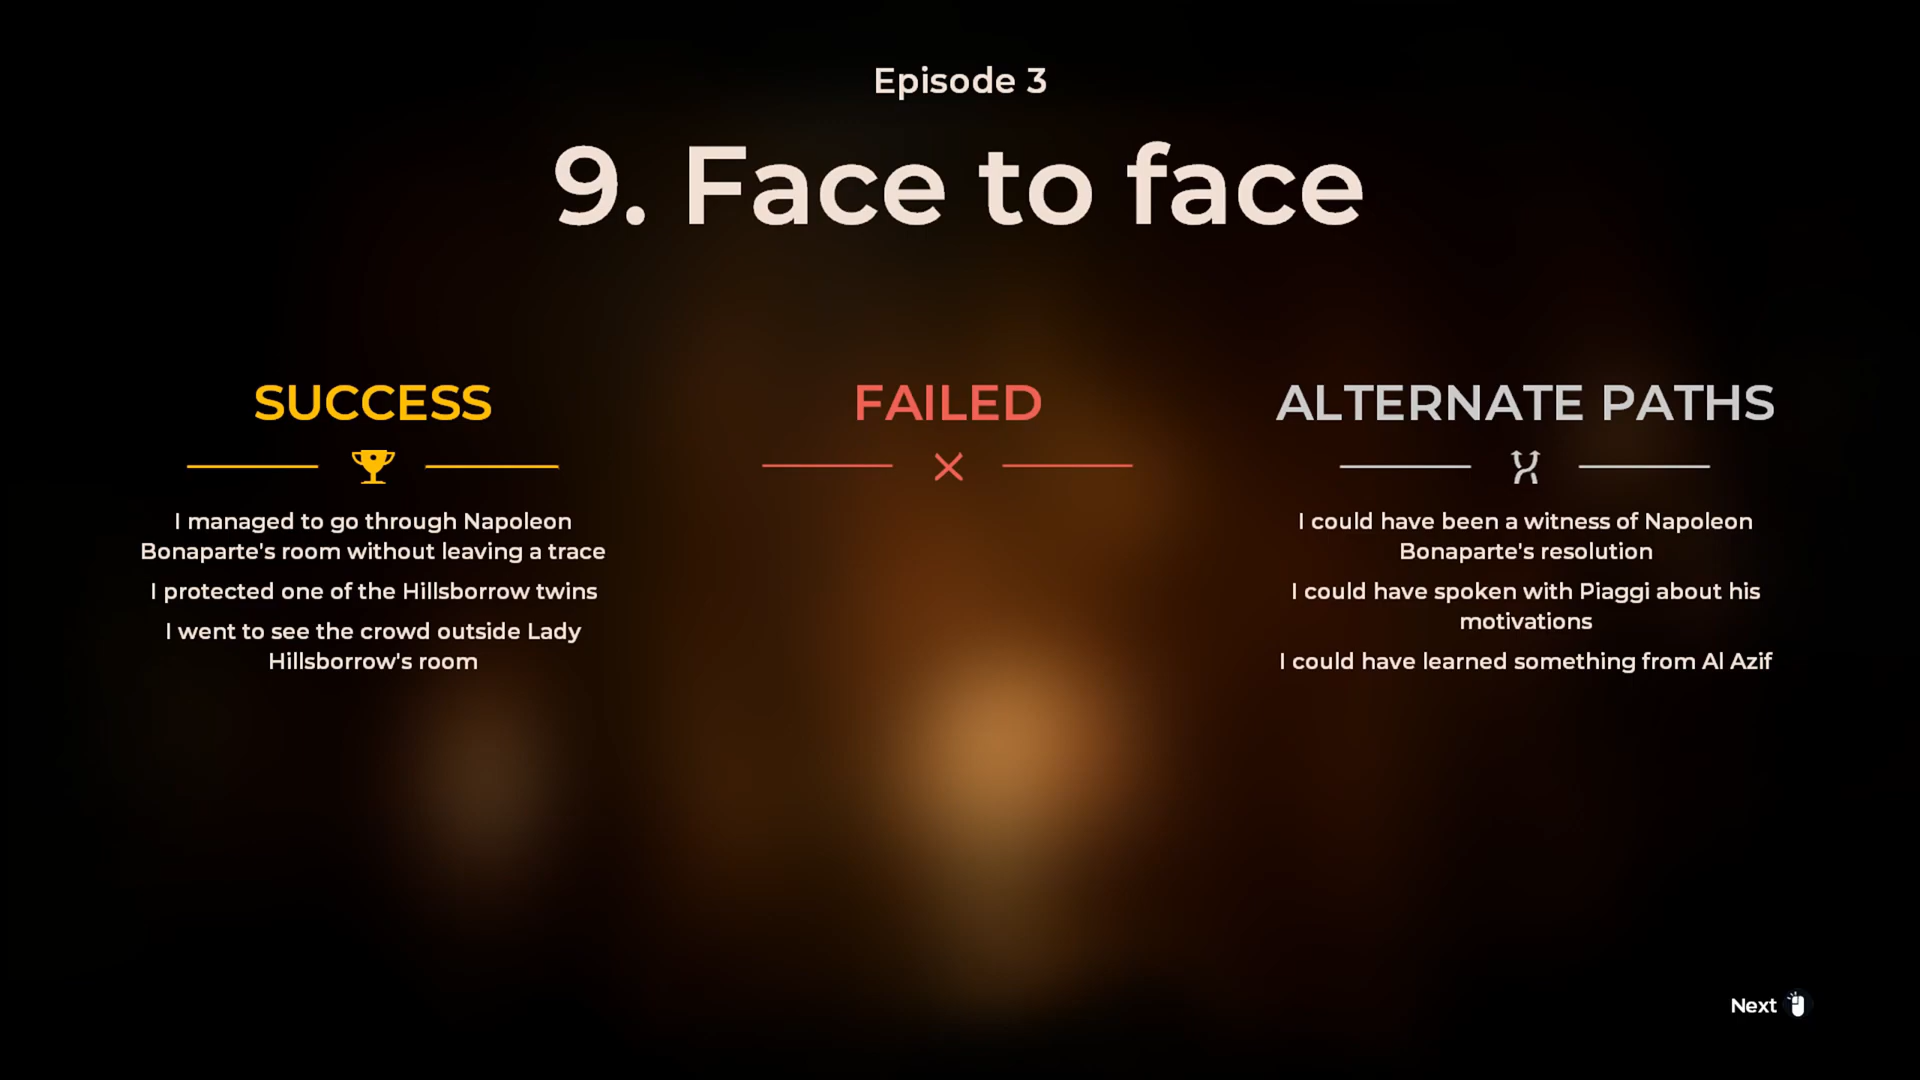 Episode 3
9. Face to face
SUCCESS
I managed to go through Napoleon
Bonaparte's room without leaving a trace
I protected one of the Hillsborrow twins
I went to see the crowd outside Lady
Hillsborrow's room
FAILED
ALTERNATE PATHS
I could have been a witness of Napoleon
Bonaparte's resolution
I could have spoken with Piaggi about his
motivations
I could have learned something from Al Azif
Next